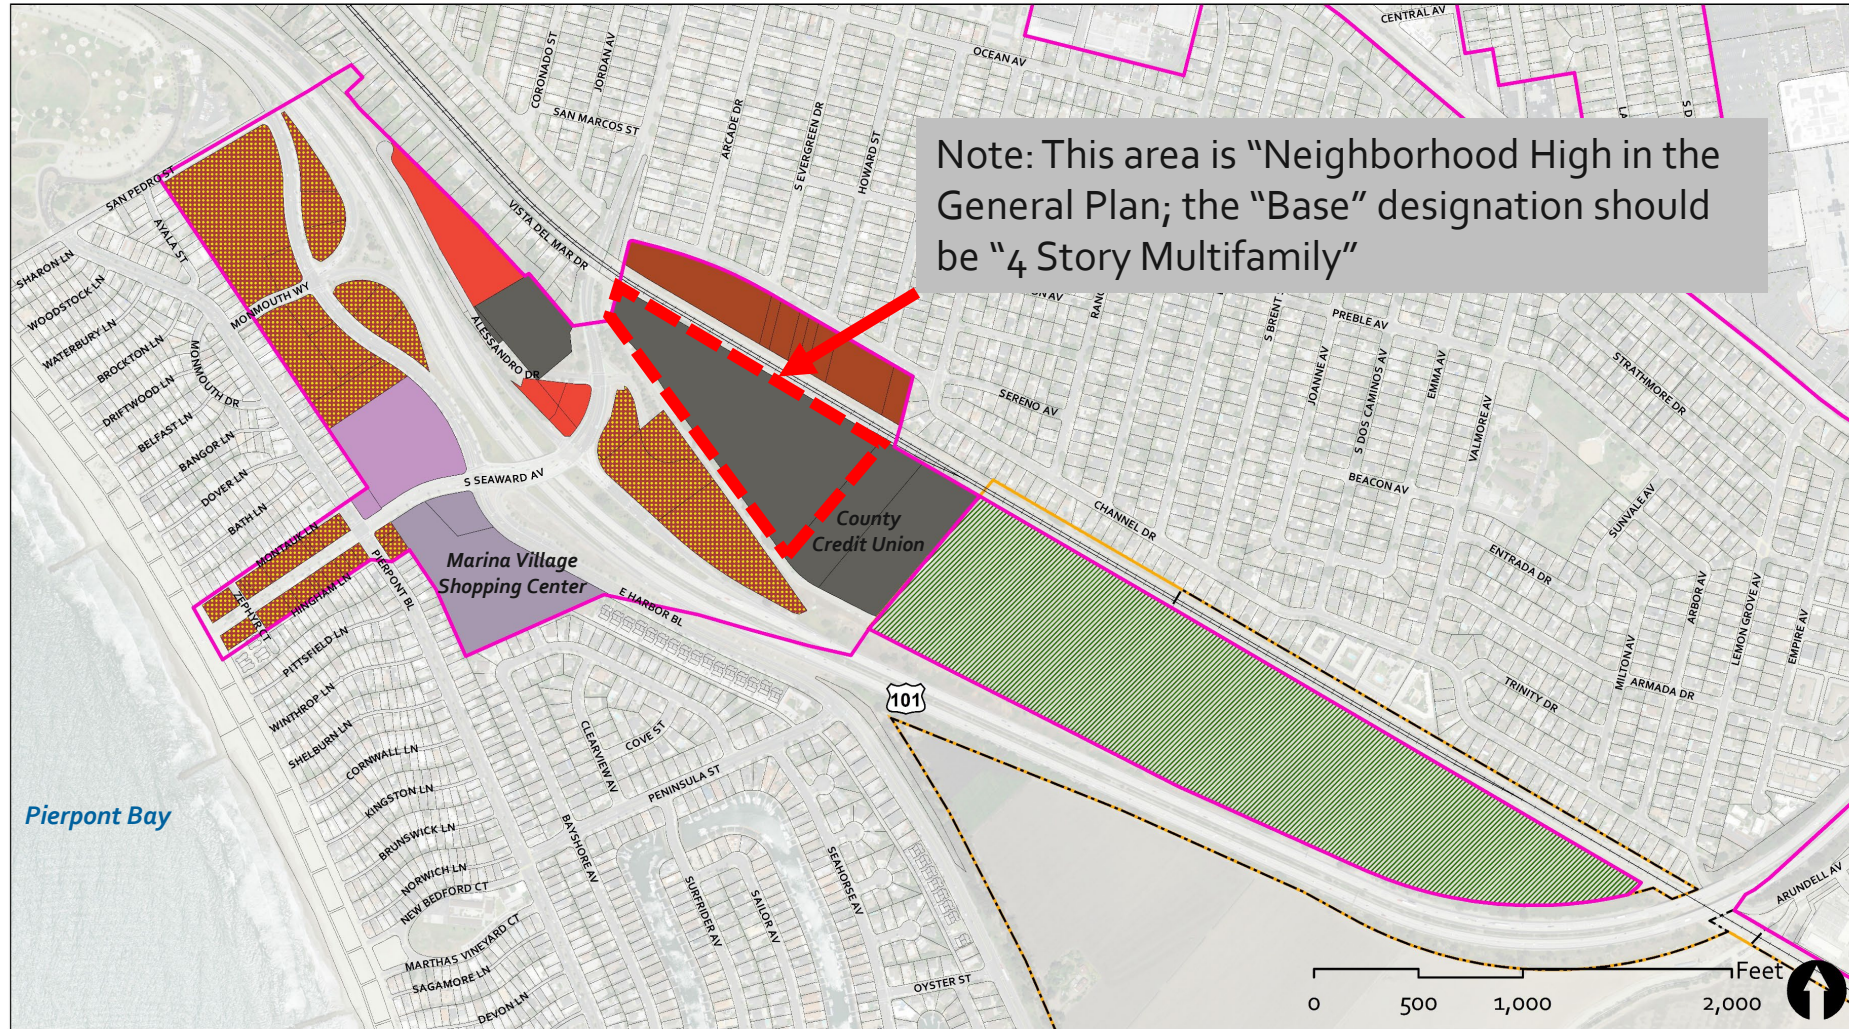 CENTRAL AV
OCEAN AV
CORONADO ST
JORDAN AV
SAN MARCOS ST
ARCADE DR
S EVERGREEN DR
HOWARD ST
Note: This area is “Neighborhood High in the
General Plan; the “Base” designation should
be “4 Story Multifamily”
SAN PEDRO ST
AYALA ST
VISTA DEL MAR DR
SHARON LN
WOODSTOCK LN
WATERBURY LN
BROCKTON LN
DRIFTWOOD LN
BELFAST LN
BANGOR LN
DOVER LN
BATH LN
MONTAUK LN
MONMOUTH WY
MONMOUTH DR
ALESSANDRO DR
S SEAWARD AV
PREBLE AV
S BRENT
JOANNE AV
S DOS CAMINOS AV
EMMA AV
VALMORE AV
STRATHMORE DR
SERENO AV
BEACON AV
SUNVALE AV
CHANNEL DR
ENTRADA DR
ARBOR AV
LEMON GROVE AV
EMPIRE AV
MILTON AV
ARMADA DR
TRINITY DR
County
Credit Union
Marina Village
Shopping Center
PIERPONT BL
HINGHAM LN
ZEPHYR CT
E HARBOR BL
PITTSFIELD LN
WINTHROP LN
SHELBURN LN
CORNWALL LN
KINGSTON LN
BRUNSWICK LN
NORWICH LN
NEW BEDFORD CT
MARTHAS VINEYARD CT
SAGAMORE LN
DEVON LN
101
CLEARVIEW AV
COVE ST
PENINSULA ST
BAYSHORE AV
SURFRIDER AV
SAILOR AV
SEAHORSE AV
OYSTER ST
Pierpont Bay
ARUNDELL AV
Feet
0 500 1,000 2,000